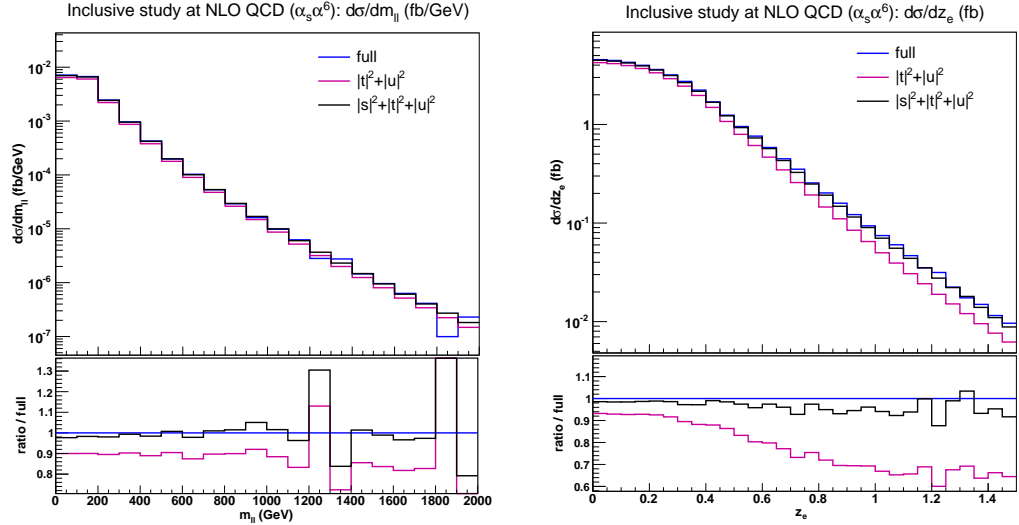 Inclusive study at NLO QCD (αₛα⁶): dσ/dmₗₗ (fb/GeV)
full
|t|²+|u|²
|s|²+|t|²+|u|²
dσ/dmₗₗ (fb/GeV)
10⁻²
10⁻³
10⁻⁴
10⁻⁵
10⁻⁶
10⁻⁷
ratio / full
1.3
1.2
1.1
1
0.9
0.8
0 200 400 600 800 1000 1200 1400 1600 1800 2000
mₗₗ (GeV)
Inclusive study at NLO QCD (αₛα⁶): dσ/dzₑ (fb)
full
|t|²+|u|²
|s|²+|t|²+|u|²
dσ/dzₑ (fb)
1
10⁻¹
10⁻²
ratio / full
1.1
1
0.9
0.8
0.7
0.6
0 0.2 0.4 0.6 0.8 1 1.2 1.4
zₑ